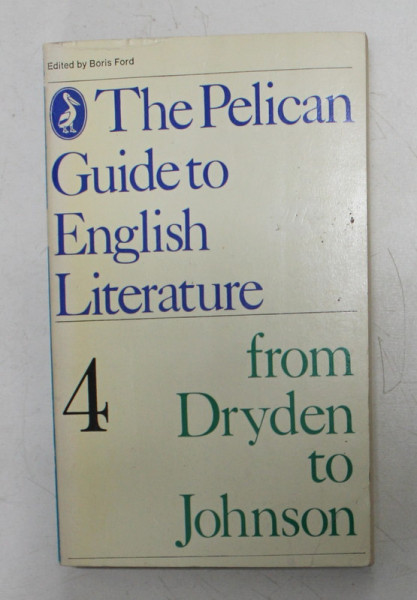 Edited by Boris Ford
The Pelican
Guide to
English
Literature
4
from
Dryden
to
Johnson